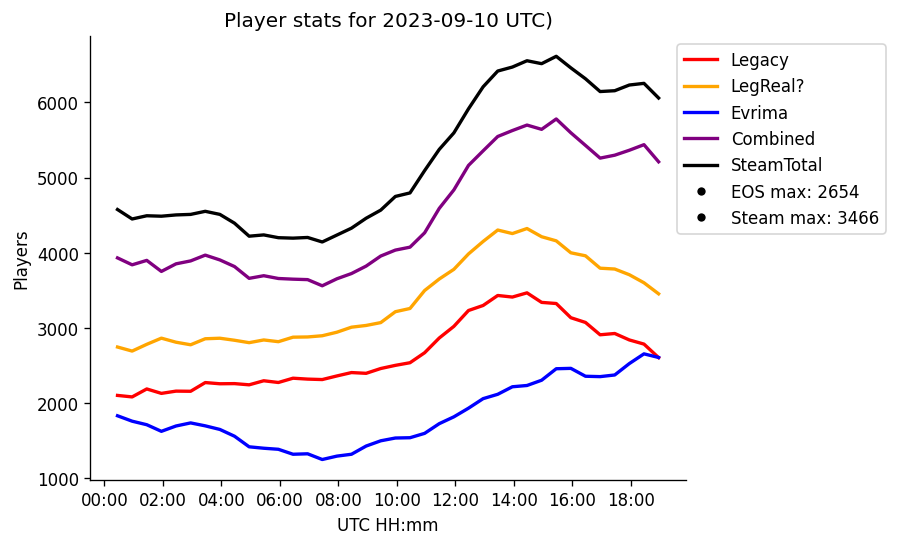 Player stats for 2023-09-10 UTC)
Legacy
LegReal?
Evrima
Combined
SteamTotal
EOS max: 2654
Steam max: 3466
Players
6000
5000
4000
3000
2000
1000
00:00 02:00 04:00 06:00 08:00 10:00 12:00 14:00 16:00 18:00
UTC HH:mm